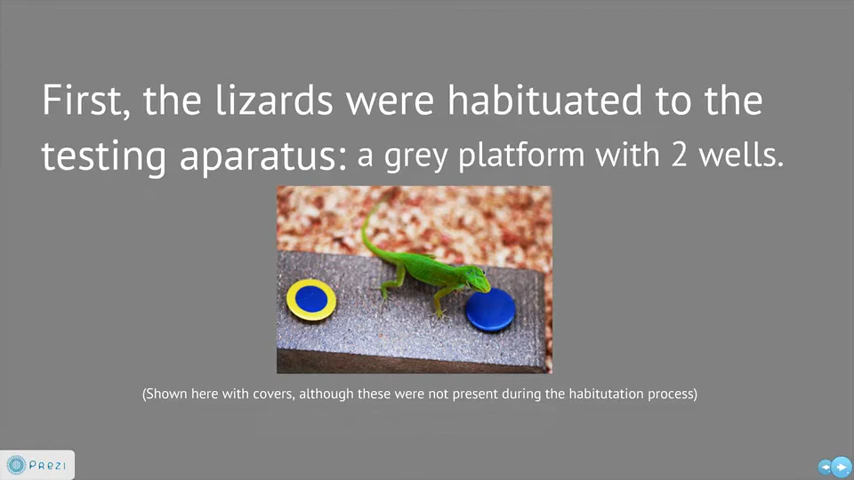 First, the lizards were habituated to the
testing aparatus: a grey platform with 2 wells.
(Shown here with covers, although these were not present during the habitutation process)
Prezi